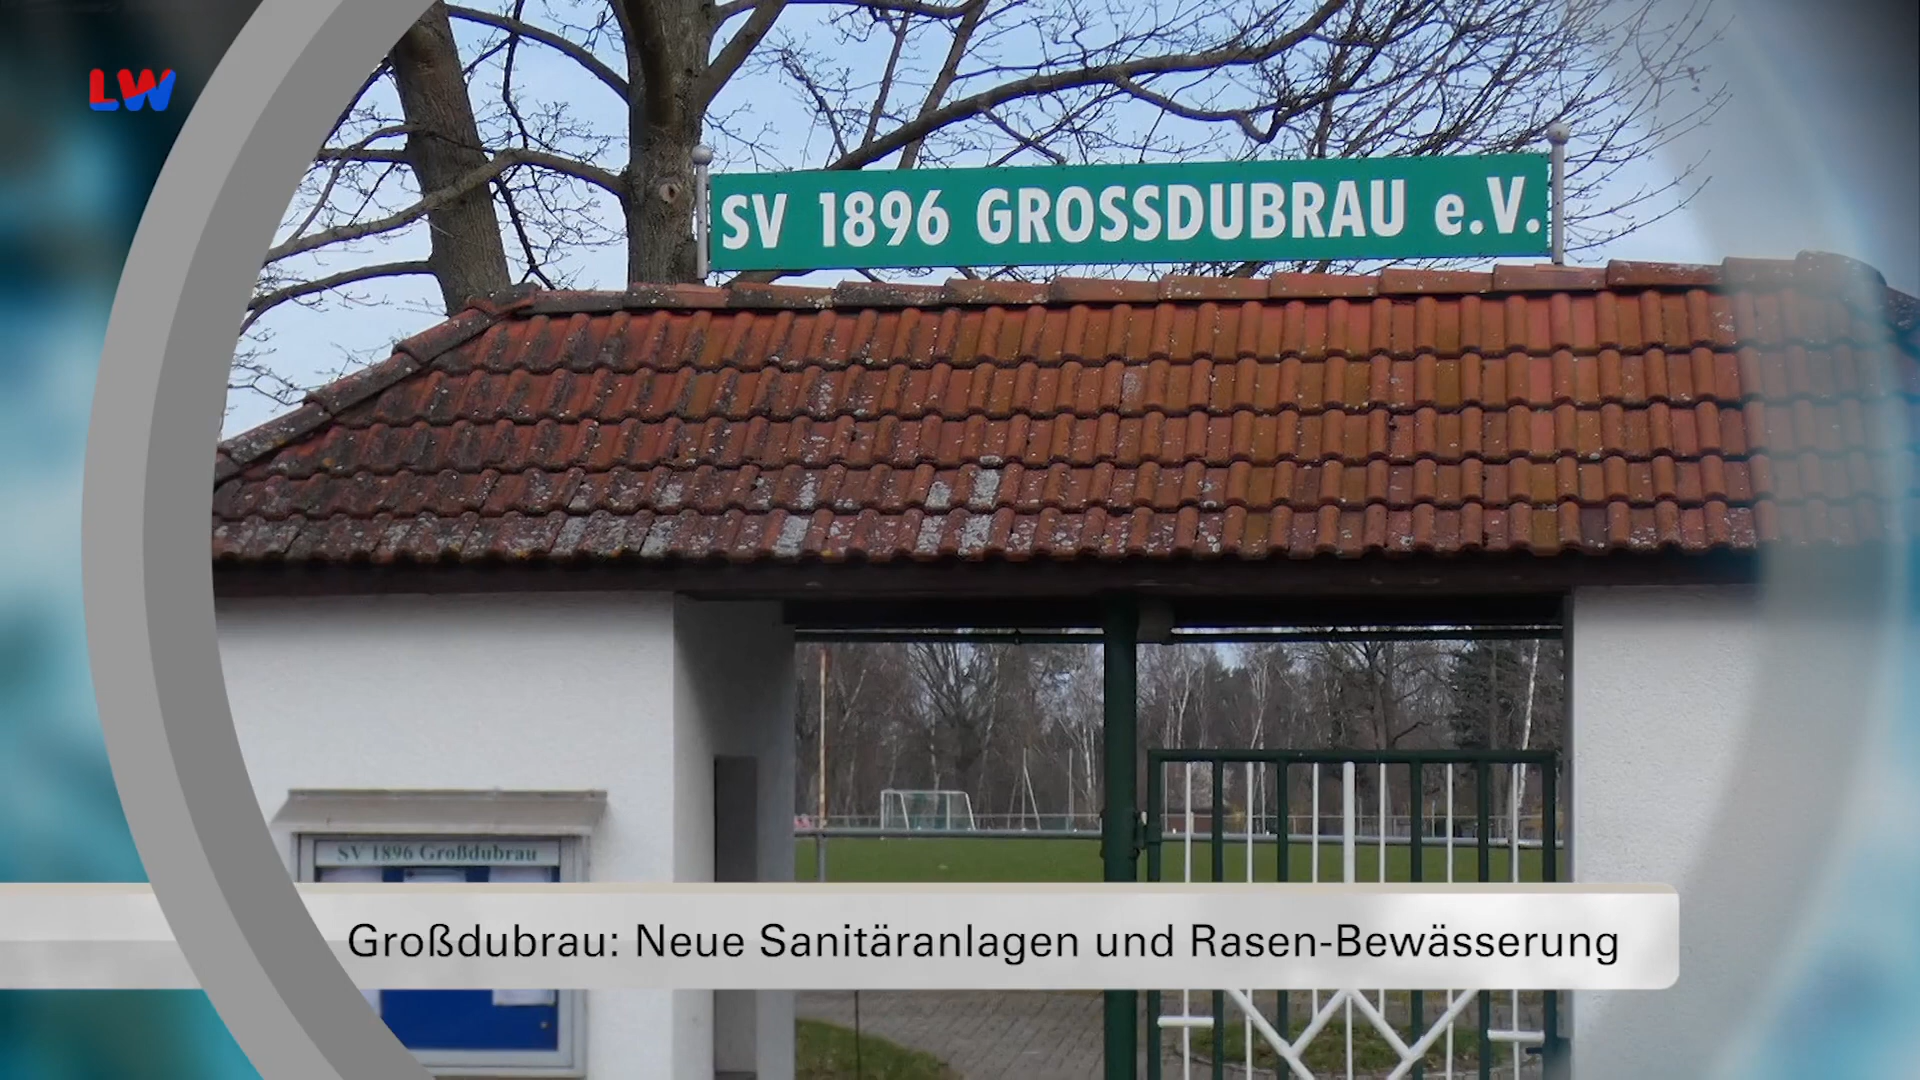 LW
SV 1896 GROSSDUBRAU e.V.
SV 1896 Großdubrau
Großdubrau: Neue Sanitäranlagen und Rasen-Bewässerung